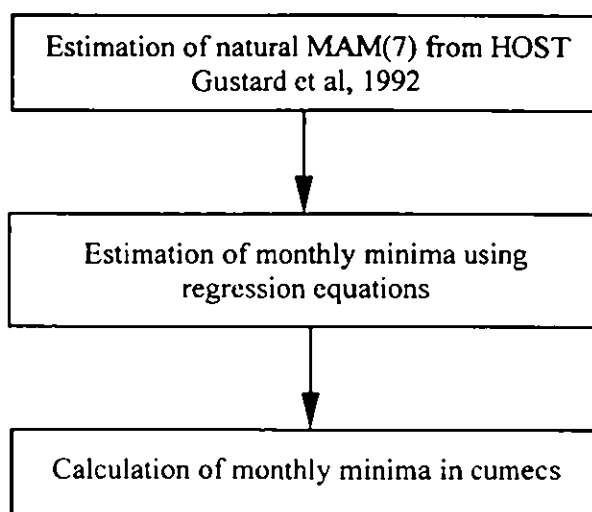 Estimation of natural MAM(7) from HOST
Gustard et al, 1992
Estimation of monthly minima using
regression equations
Calculation of monthly minima in cumecs